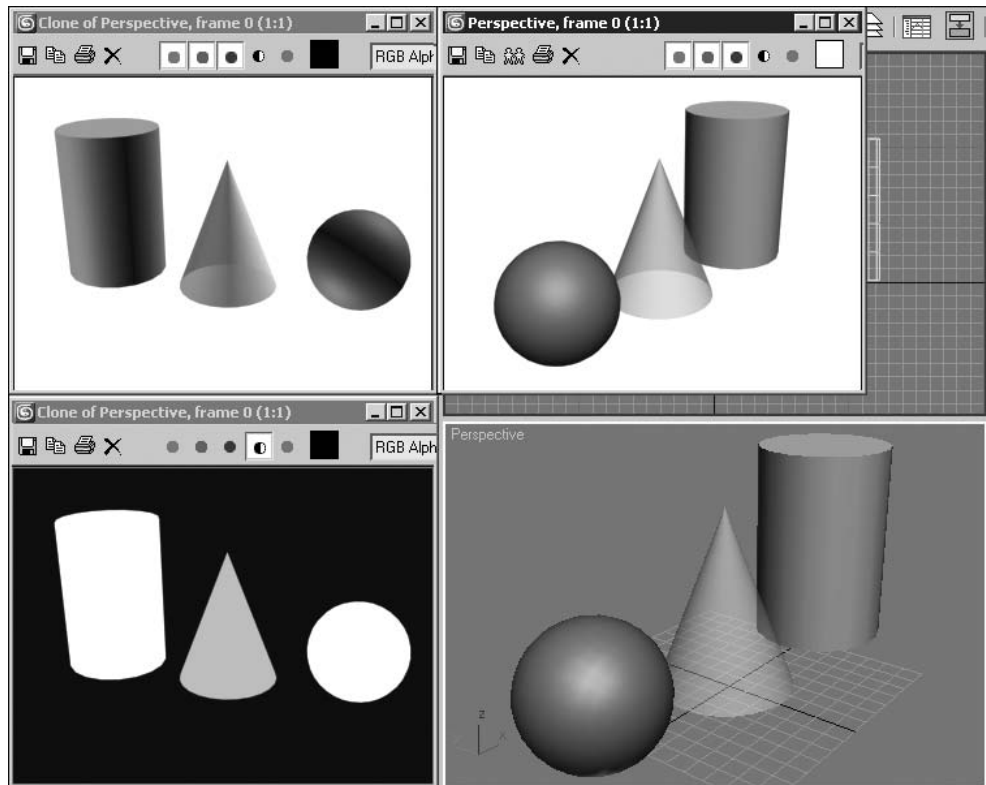 Clone of Perspective, frame 0 (1:1)
RGB Alph
Perspective, frame 0 (1:1)
Clone of Perspective, frame 0 (1:1)
RGB Alph
Perspective
z
x